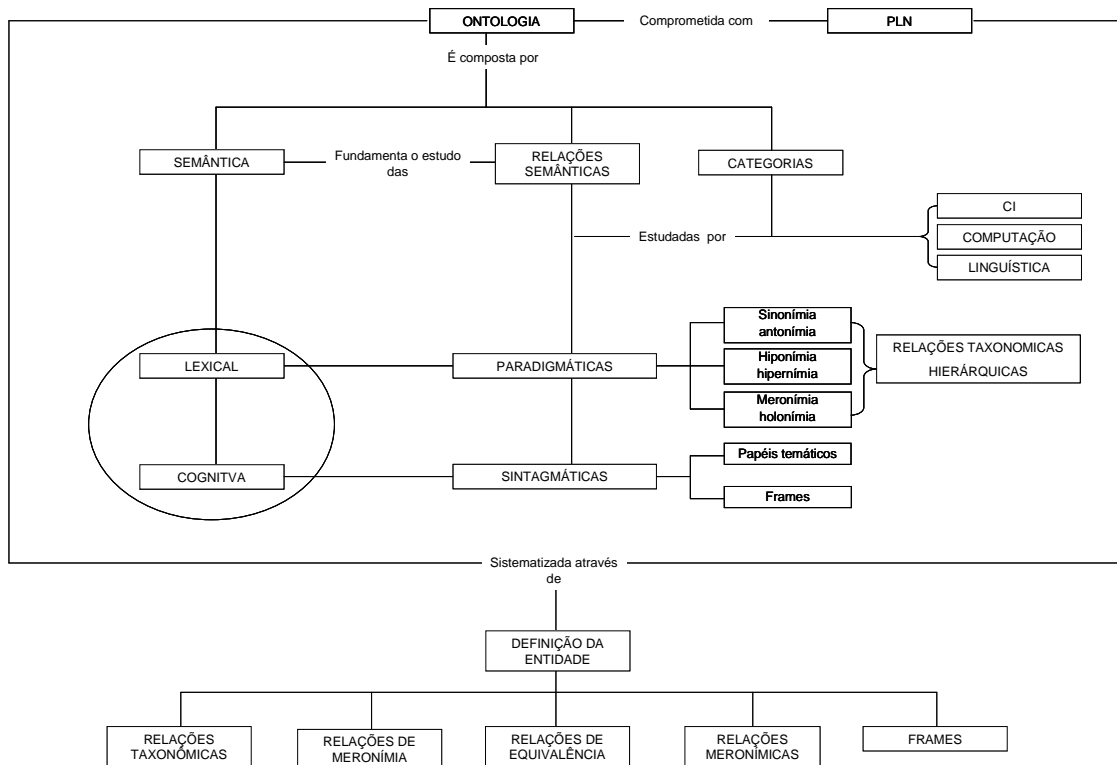 ONTOLOGIA
Comprometida com
PLN
É composta por
SEMÂNTICA
Fundamenta o estudo
das
RELAÇÕES
SEMÂNTICAS
CATEGORIAS
CI
Estudadas por
COMPUTAÇÃO
LINGUÍSTICA
Sinonímia
antonímia
LEXICAL
PARADIGMÁTICAS
Hiponímia
hipernímia
RELAÇÕES TAXONOMICAS
HIERÁRQUICAS
Meronímia
holonímia
COGNITVA
SINTAGMÁTICAS
Papéis temáticos
Frames
Sistematizada através
de
DEFINIÇÃO DA
ENTIDADE
RELAÇÕES
TAXONÓMICAS
RELAÇÕES DE
MERONÍMIA
RELAÇÕES DE
EQUIVALÊNCIA
RELAÇÕES
MERONÍMICAS
FRAMES